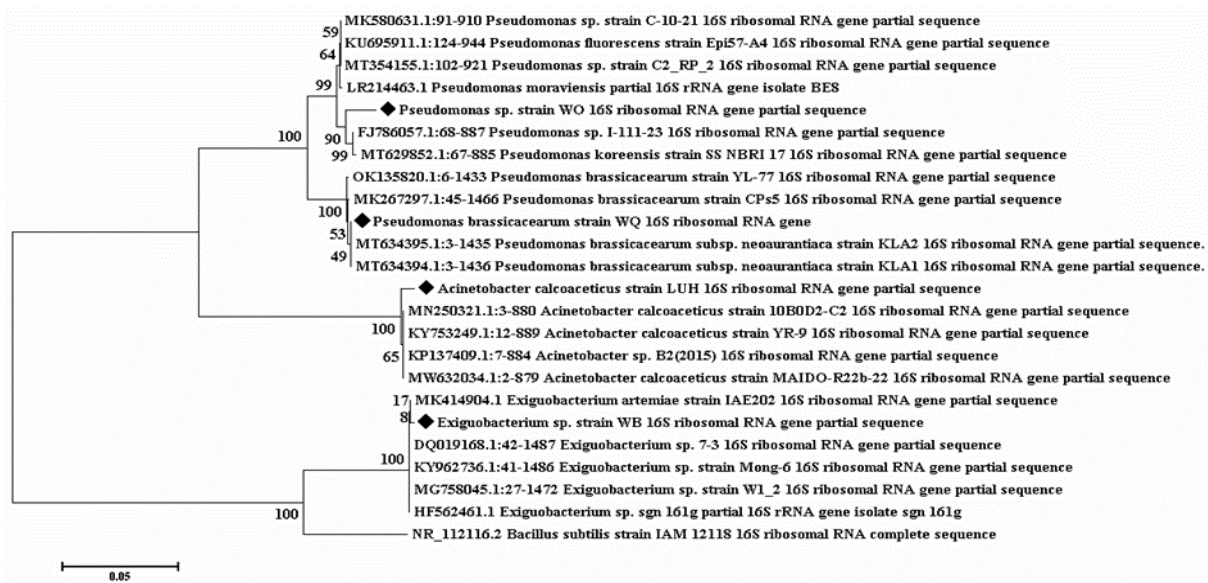 MK580631.1:91-910 Pseudomonas sp. strain C-10-21 16S ribosomal RNA gene partial sequence
59
KU695911.1:124-944 Pseudomonas fluorescens strain Epi57-A4 16S ribosomal RNA gene partial sequence
64
MT354155.1:102-921 Pseudomonas sp. strain C2_RP_2 16S ribosomal RNA gene partial sequence
99
LR214463.1 Pseudomonas moraviensis partial 16S rRNA gene isolate BE8
Pseudomonas sp. strain WO 16S ribosomal RNA gene partial sequence
100
90
FJ786057.1:68-887 Pseudomonas sp. I-111-23 16S ribosomal RNA gene partial sequence
99
MT629852.1:67-885 Pseudomonas koreensis strain SS NBRI 17 16S ribosomal RNA gene partial sequence
OK135820.1:6-1433 Pseudomonas brassicacearum strain YL-77 16S ribosomal RNA gene partial sequence
MK267297.1:45-1466 Pseudomonas brassicacearum strain CPs5 16S ribosomal RNA gene partial sequence
100
Pseudomonas brassicacearum strain WQ 16S ribosomal RNA gene
53
MT634395.1:3-1435 Pseudomonas brassicacearum subsp. neoaurantiaca strain KLA2 16S ribosomal RNA gene partial sequence.
49
MT634394.1:3-1436 Pseudomonas brassicacearum subsp. neoaurantiaca strain KLA1 16S ribosomal RNA gene partial sequence.
Acinetobacter calcoaceticus strain LUH 16S ribosomal RNA gene partial sequence
MN250321.1:3-880 Acinetobacter calcoaceticus strain 10B0D2-C2 16S ribosomal RNA gene partial sequence
100
KY753249.1:12-889 Acinetobacter calcoaceticus strain YR-9 16S ribosomal RNA gene partial sequence
65
KP137409.1:7-884 Acinetobacter sp. B2(2015) 16S ribosomal RNA gene partial sequence
MW632034.1:2-879 Acinetobacter calcoaceticus strain MAIDO-R22b-22 16S ribosomal RNA gene partial sequence
17
MK414904.1 Exiguobacterium artemiae strain IAE202 16S ribosomal RNA gene partial sequence
8
Exiguobacterium sp. strain WB 16S ribosomal RNA gene partial sequence
DQ019168.1:42-1487 Exiguobacterium sp. 7-3 16S ribosomal RNA gene partial sequence
100
KY962736.1:41-1486 Exiguobacterium sp. strain Mong-6 16S ribosomal RNA gene partial sequence
MG758045.1:27-1472 Exiguobacterium sp. strain W1_2 16S ribosomal RNA gene partial sequence
HF562461.1 Exiguobacterium sp. sgn 161g partial 16S rRNA gene isolate sgn 161g
100
NR_112116.2 Bacillus subtilis strain IAM 12118 16S ribosomal RNA complete sequence
0.05